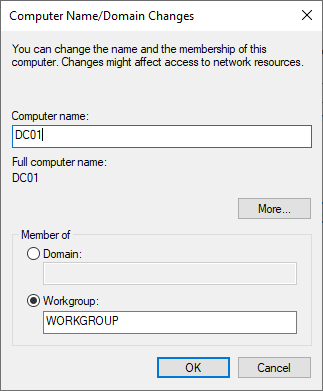 Computer Name/Domain Changes
You can change the name and the membership of this
computer. Changes might affect access to network resources.
Computer name:
DC01
Full computer name:
DC01
More...
Member of
Domain:
Workgroup:
WORKGROUP
OK
Cancel